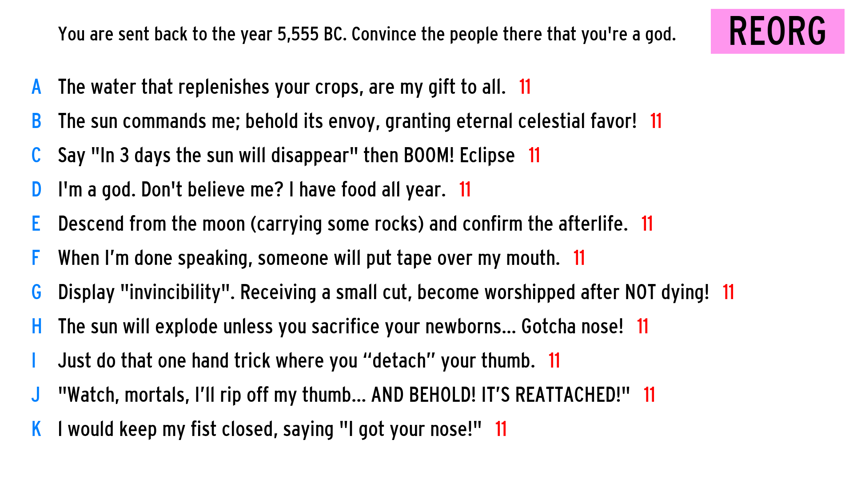 You are sent back to the year 5,555 BC. Convince the people there that you're a god.
REORG
A The water that replenishes your crops, are my gift to all. 11
B The sun commands me; behold its envoy, granting eternal celestial favor! 11
C Say "In 3 days the sun will disappear" then BOOM! Eclipse 11
D I'm a god. Don't believe me? I have food all year. 11
E Descend from the moon (carrying some rocks) and confirm the afterlife. 11
F When I’m done speaking, someone will put tape over my mouth. 11
G Display "invincibility". Receiving a small cut, become worshipped after NOT dying! 11
H The sun will explode unless you sacrifice your newborns... Gotcha nose! 11
I Just do that one hand trick where you “detach” your thumb. 11
J "Watch, mortals, I’ll rip off my thumb... AND BEHOLD! IT’S REATTACHED!" 11
K I would keep my fist closed, saying "I got your nose!" 11